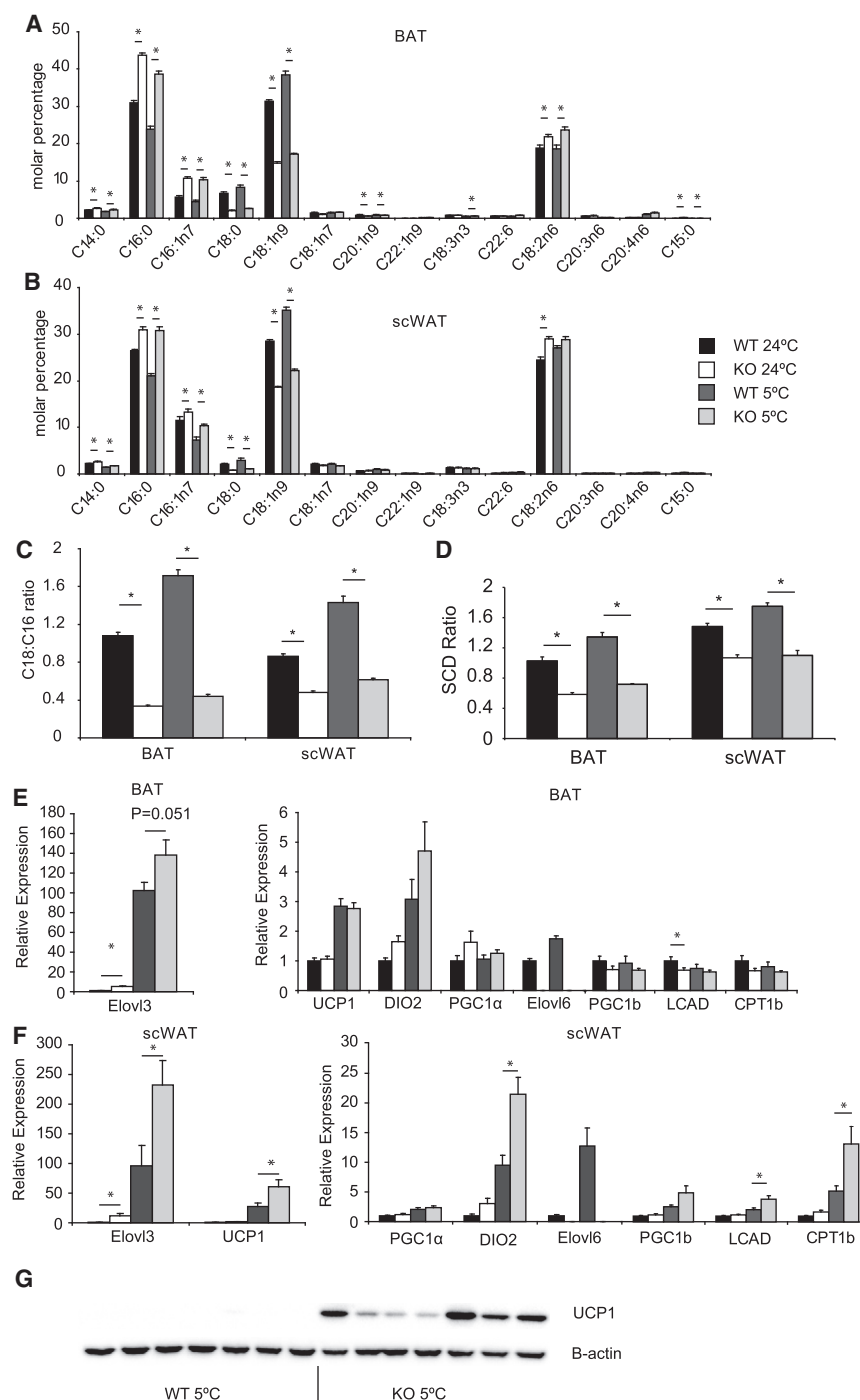 A
BAT
molar percentage
50
40
30
20
10
0
* * * * * * * * * * * * * * * * *
C14:0 C16:0 C16:1n7 C18:0 C18:1n9 C18:1n7 C20:1n9 C22:1n9 C18:3n3 C22:6 C18:2n6 C20:3n6 C20:4n6 C15:0
B
scWAT
molar percentage
40
30
20
10
0
* * * * * * * * * * *
C14:0 C16:0 C16:1n7 C18:0 C18:1n9 C18:1n7 C20:1n9 C22:1n9 C18:3n3 C22:6 C18:2n6 C20:3n6 C20:4n6 C15:0
WT 24ºC
KO 24ºC
WT 5ºC
KO 5ºC
C
C18:C16 ratio
2
1.6
1.2
0.8
0.4
0
* * * *
BAT scWAT
D
SCD Ratio
2
1.6
1.2
0.8
0.4
0
* * * *
BAT scWAT
E
BAT
P=0.051
Relative Expression
180
160
140
120
100
80
60
40
20
0
*
Elovl3
BAT
Relative Expression
6
5
4
3
2
1
0
*
UCP1 DIO2 PGC1α Elovl6 PGC1b LCAD CPT1b
F
scWAT
Relative Expression
300
250
200
150
100
50
0
* * *
Elovl3 UCP1
scWAT
Relative Expression
30
25
20
15
10
5
0
* * *
PGC1α DIO2 Elovl6 PGC1b LCAD CPT1b
G
UCP1
B-actin
WT 5ºC KO 5ºC